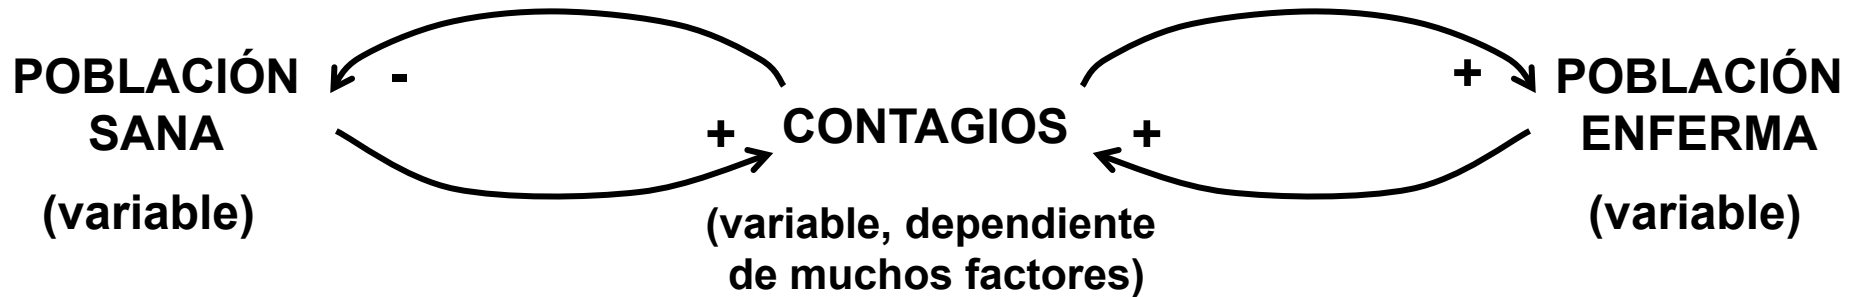 POBLACIÓN
SANA
(variable)
-
+
CONTAGIOS
+
(variable, dependiente
de muchos factores)
+
POBLACIÓN
ENFERMA
(variable)